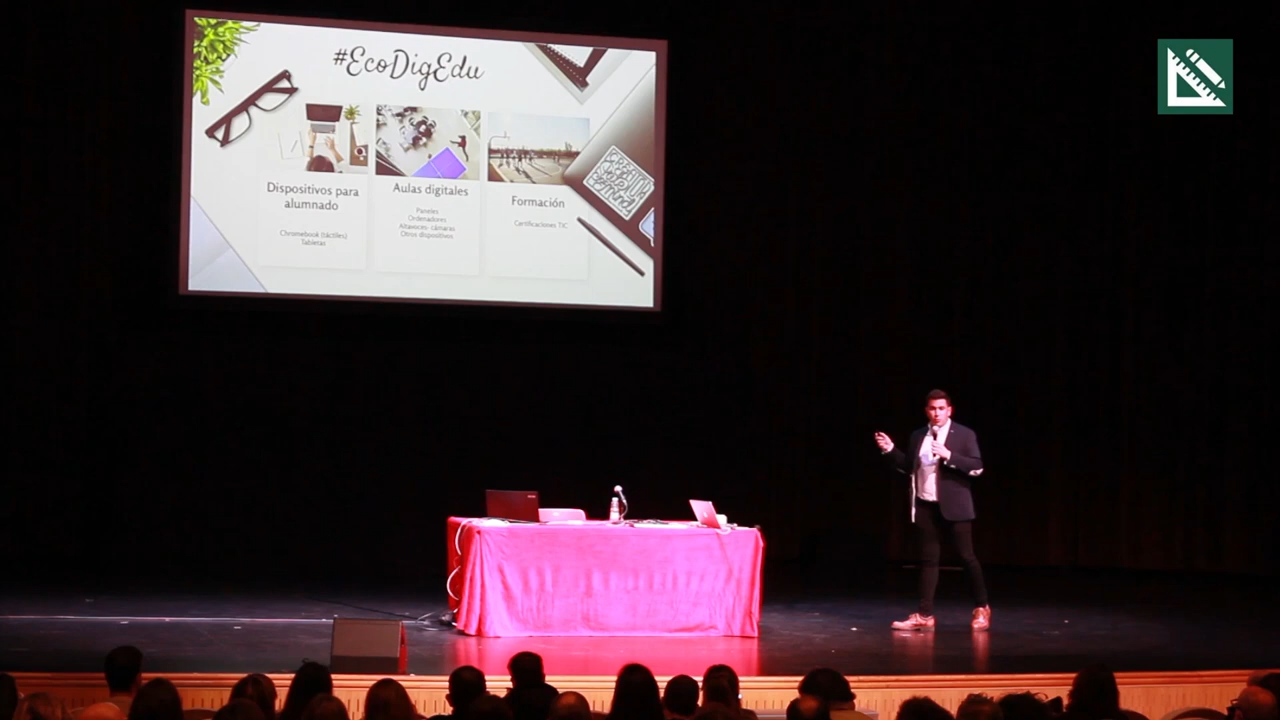 #EcoDigEdu
Dispositivos para
alumnado
Chromebook (táctiles)
Tabletas
Aulas digitales
Paneles
Ordenadores
Altavoces- cámaras
Otros dispositivos
Formación
Certificaciones TIC